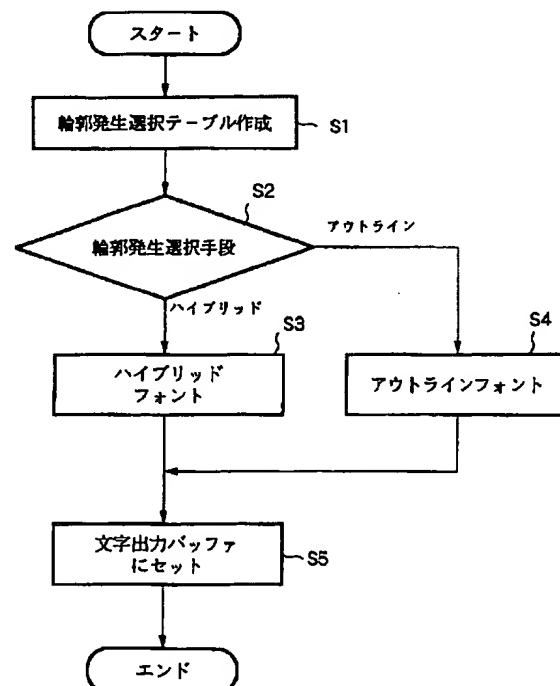 スタート
輪郭発生選択テーブル作成
S1
S2
輪郭発生選択手段
アウトライン
ハイブリッド
S3
S4
ハイブリッド
フォント
アウトラインフォント
文字出力バッファ
にセット
S5
エンド